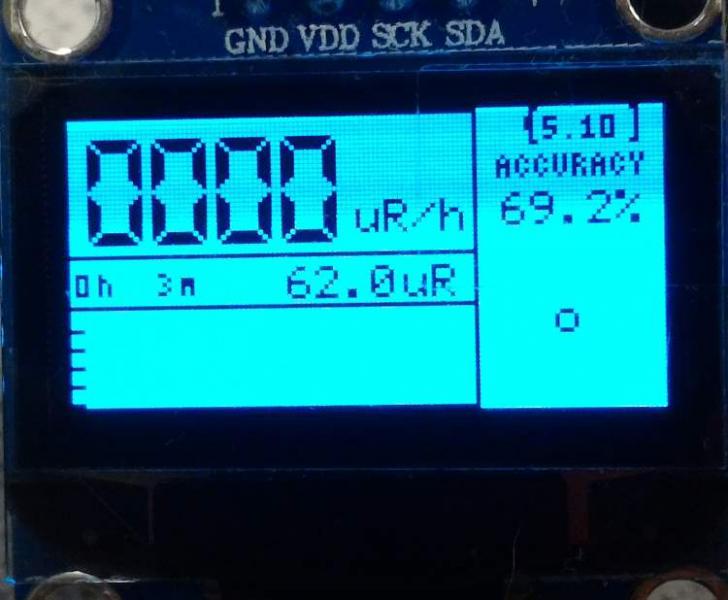 GND VDD SCK SDA
[5.10 ]
ACCURACY
0000 uR/h
69.2%
0h 3m 62.0uR